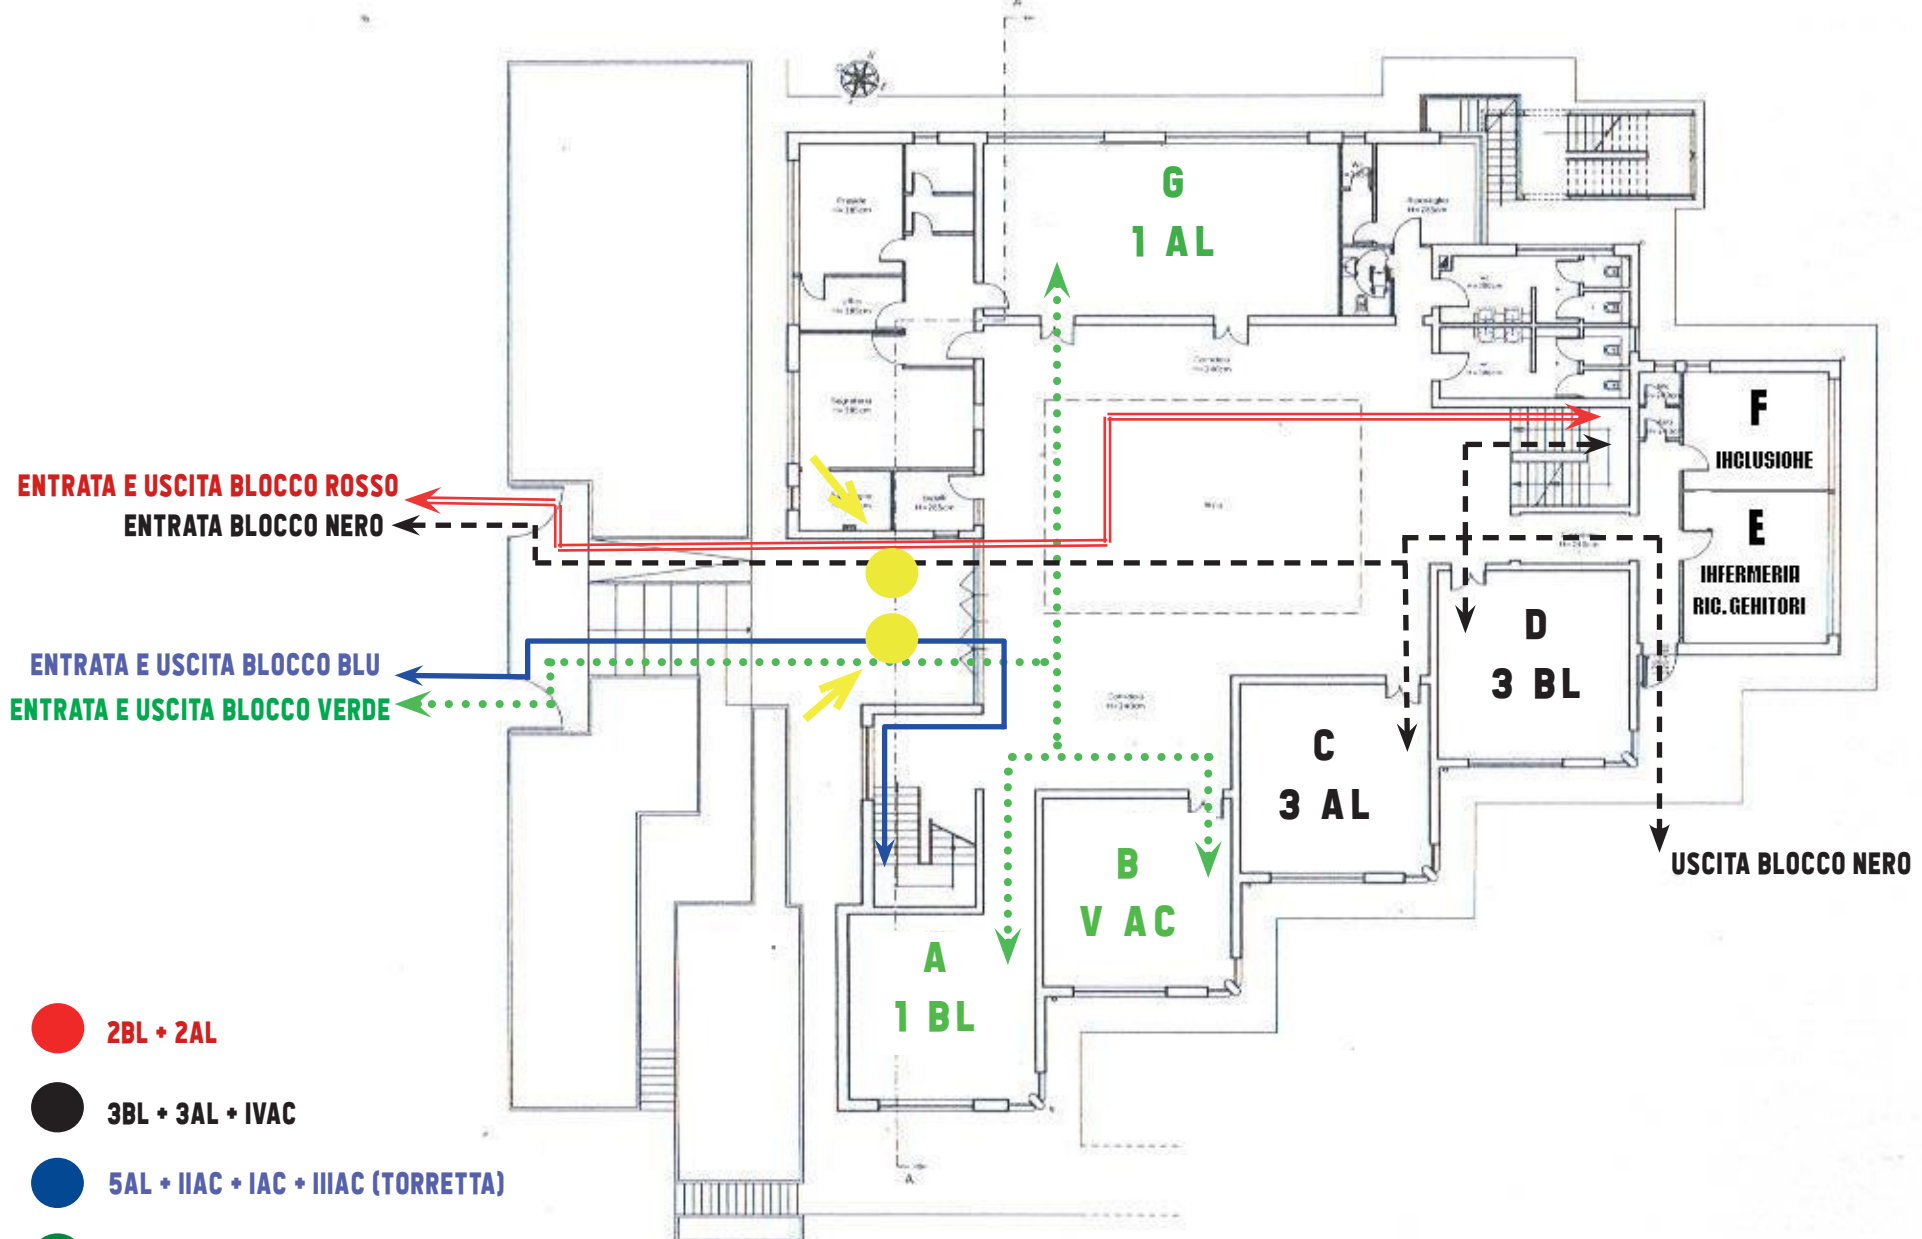 A
G
1 AL
Preside
F
INCLUSIONE
E
INFERMERIA
RIC. GENITORI
ENTRATA E USCITA BLOCCO ROSSO
ENTRATA BLOCCO NERO
ENTRATA E USCITA BLOCCO BLU
ENTRATA E USCITA BLOCCO VERDE
D
3 BL
C
3 AL
B
V AC
A
1 BL
USCITA BLOCCO NERO
2BL + 2AL
3BL + 3AL + IVAC
5AL + IIAC + IAC + IIIAC (TORRETTA)
A